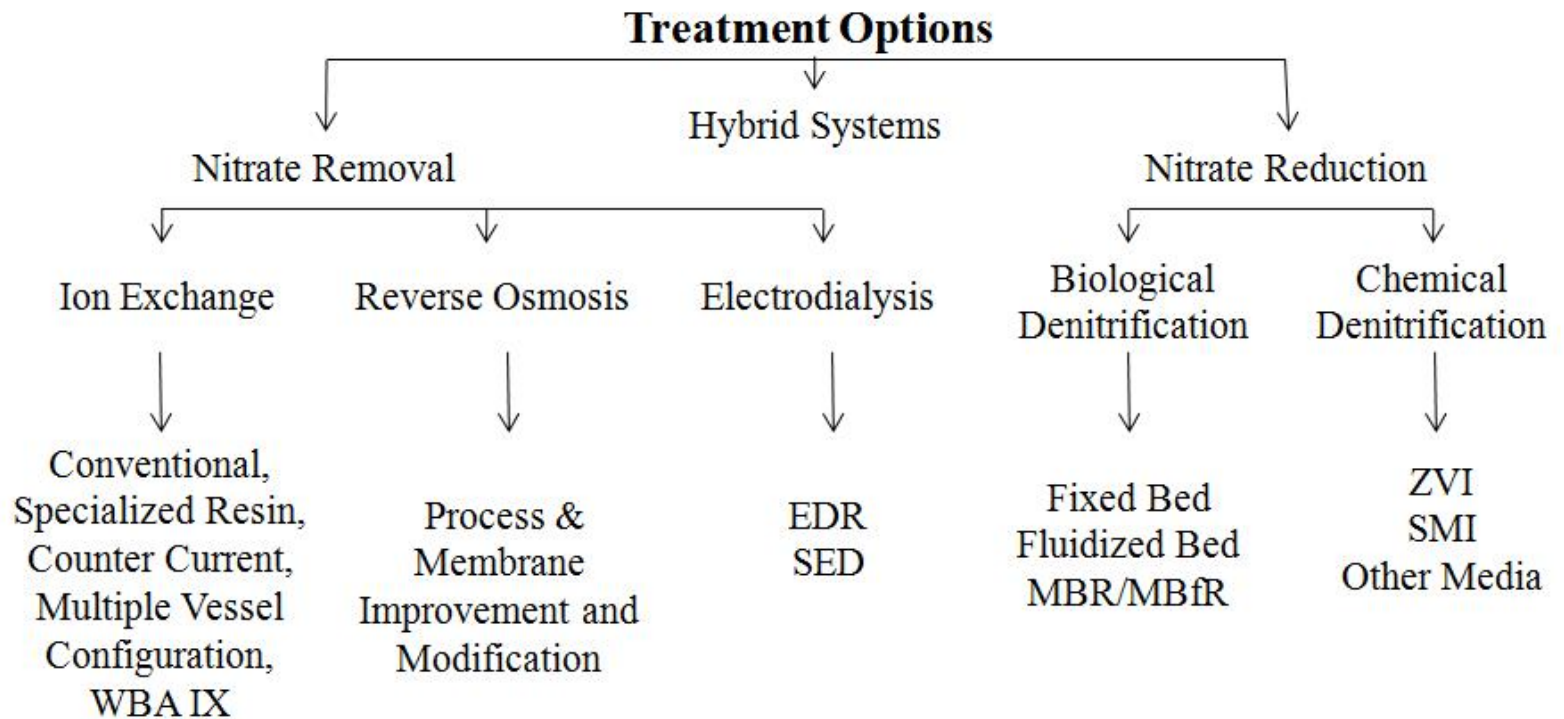 Treatment Options
Hybrid Systems
Nitrate Removal
Nitrate Reduction
Ion Exchange
Reverse Osmosis
Electrodialysis
Biological
Denitrification
Chemical
Denitrification
Conventional,
Specialized Resin,
Counter Current,
Multiple Vessel
Configuration,
WBA IX
Process &
Membrane
Improvement and
Modification
EDR
SED
Fixed Bed
Fluidized Bed
MBR/MBfR
ZVI
SMI
Other Media